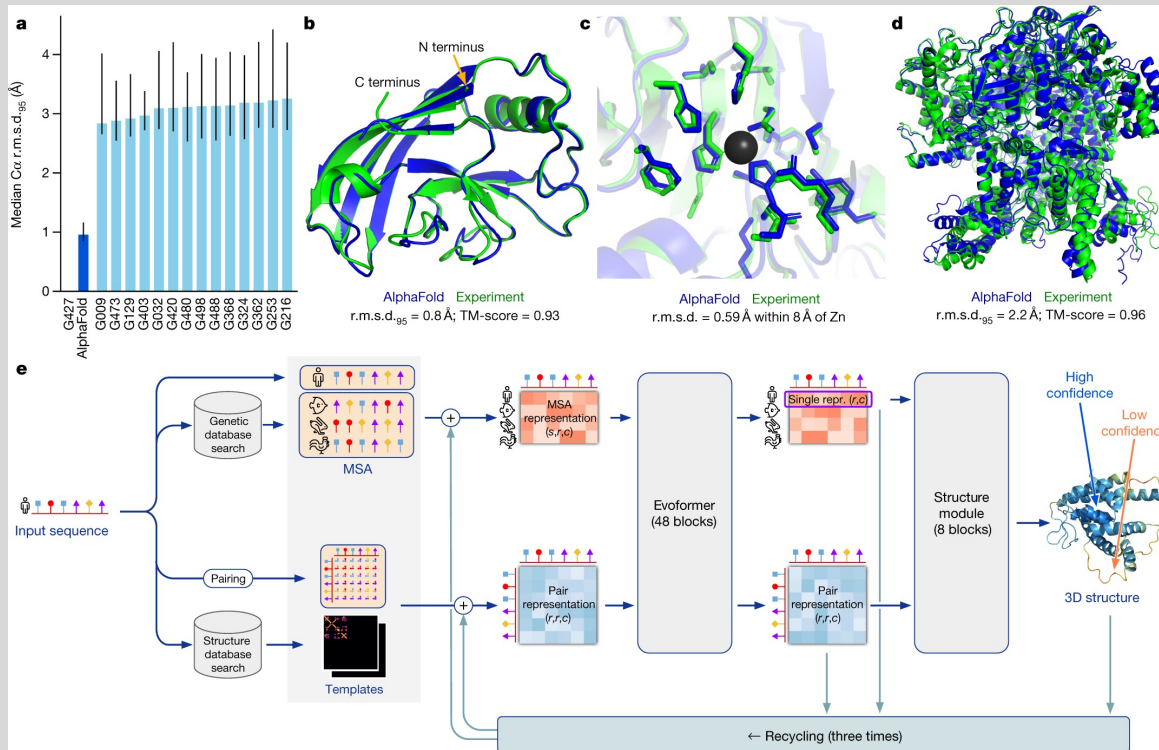 a
Median Cα r.m.s.d.95 (Å)
4
3
2
1
0
G427
AlphaFold
G009
G473
G129
G403
G032
G420
G480
G498
G488
G368
G324
G362
G253
G216
b
N terminus
C terminus
AlphaFold Experiment
r.m.s.d.95 = 0.8 Å; TM-score = 0.93
c
AlphaFold Experiment
r.m.s.d. = 0.59 Å within 8 Å of Zn
d
AlphaFold Experiment
r.m.s.d.95 = 2.2 Å; TM-score = 0.96
e
Input sequence
Genetic
database
search
MSA
Pairing
Structure
database
search
Templates
+
+
MSA
representation
(s,r,c)
Pair
representation
(r,r,c)
Evoformer
(48 blocks)
Single repr. (r,c)
Pair
representation
(r,r,c)
Structure
module
(8 blocks)
High
confidence
Low
confidenc
3D structure
← Recycling (three times)